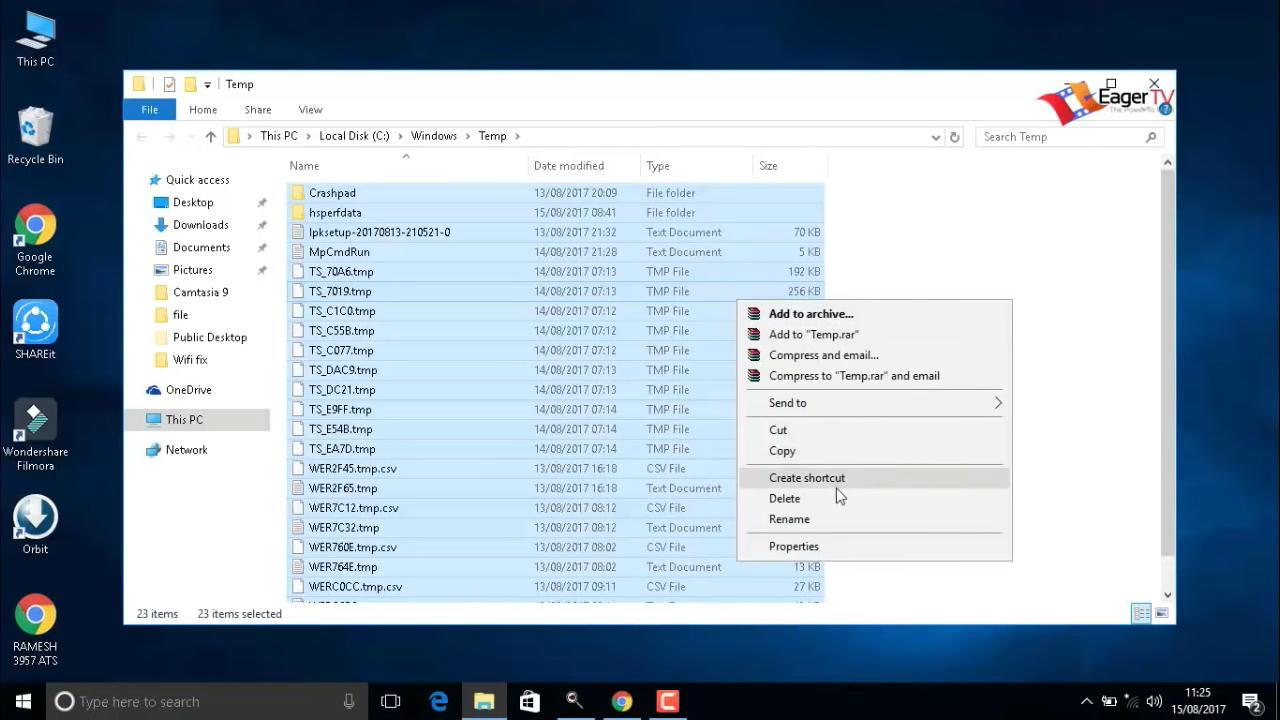 This PC
Recycle Bin
Google
Chrome
SHAREit
Wondershare
Filmora
Orbit
RAMESH
3957 ATS
Temp
EagerTV
File Home Share View
This PC > Local Disk (C:) > Windows > Temp >
Search Temp
Quick access
Desktop
Downloads
Documents
Pictures
Camtasia 9
file
Public Desktop
Wifi fix
OneDrive
This PC
Network
Name Date modified Type Size
Crashpad 13/08/2017 20:09 File folder
hsperfdata 15/08/2017 08:41 File folder
lpksetup-20170813-210521-0 13/08/2017 21:32 Text Document 70 KB
MpCmdRun 14/08/2017 21:28 Text Document 5 KB
TS_70A6.tmp 14/08/2017 07:13 TMP File 192 KB
TS_7019.tmp 14/08/2017 07:13 TMP File 256 KB
TS_C1C0.tmp 14/08/2017 07:13 TMP File
TS_C55B.tmp 14/08/2017 07:12 TMP File
TS_C077.tmp 14/08/2017 07:12 TMP File
TS_DAC9.tmp 14/08/2017 07:13 TMP File
TS_DC21.tmp 14/08/2017 07:13 TMP File
TS_E9FF.tmp 14/08/2017 07:14 TMP File
TS_E54B.tmp 14/08/2017 07:14 TMP File
TS_EA7D.tmp 14/08/2017 07:14 TMP File
WER2F45.tmp.csv 13/08/2017 16:18 CSV File
WER2F65.tmp 13/08/2017 16:18 Text Document
WER7C12.tmp.csv 13/08/2017 08:12 CSV File
WER7C32.tmp 13/08/2017 08:12 Text Document
WER760E.tmp.csv 13/08/2017 08:02 CSV File
WER764E.tmp 13/08/2017 08:02 Text Document 13 KB
WERC0CC.tmp.csv 13/08/2017 09:11 CSV File 27 KB
Add to archive...
Add to "Temp.rar"
Compress and email...
Compress to "Temp.rar" and email
Send to
Cut
Copy
Create shortcut
Delete
Rename
Properties
23 items 23 items selected
Type here to search
11:25
15/08/2017
2